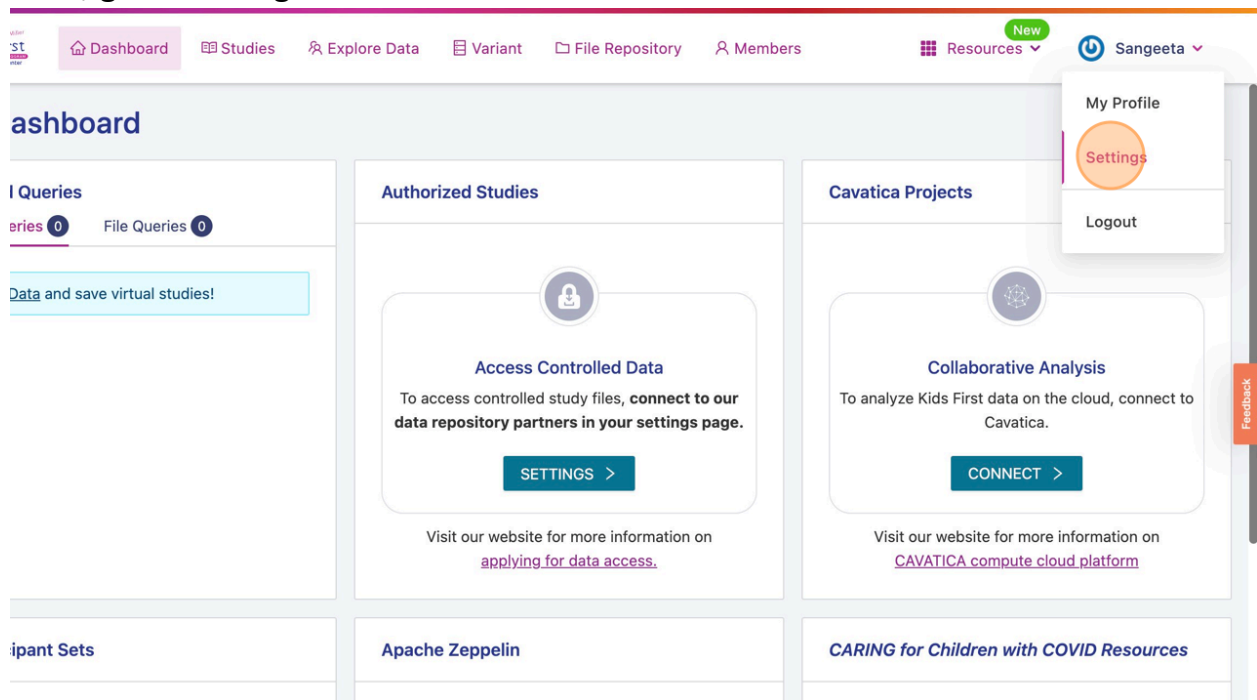 New
rst
Dashboard
Studies
Explore Data
Variant
File Repository
Members
Resources
Sangeeta
My Profile
Settings
Logout
ashboard
l Queries
eries 0
File Queries 0
Data and save virtual studies!
Authorized Studies
Access Controlled Data
To access controlled study files, connect to our
data repository partners in your settings page.
SETTINGS >
Visit our website for more information on
applying for data access.
Cavatica Projects
Collaborative Analysis
To analyze Kids First data on the cloud, connect to
Cavatica.
CONNECT >
Visit our website for more information on
CAVATICA compute cloud platform
Feedback
ipant Sets
Apache Zeppelin
CARING for Children with COVID Resources